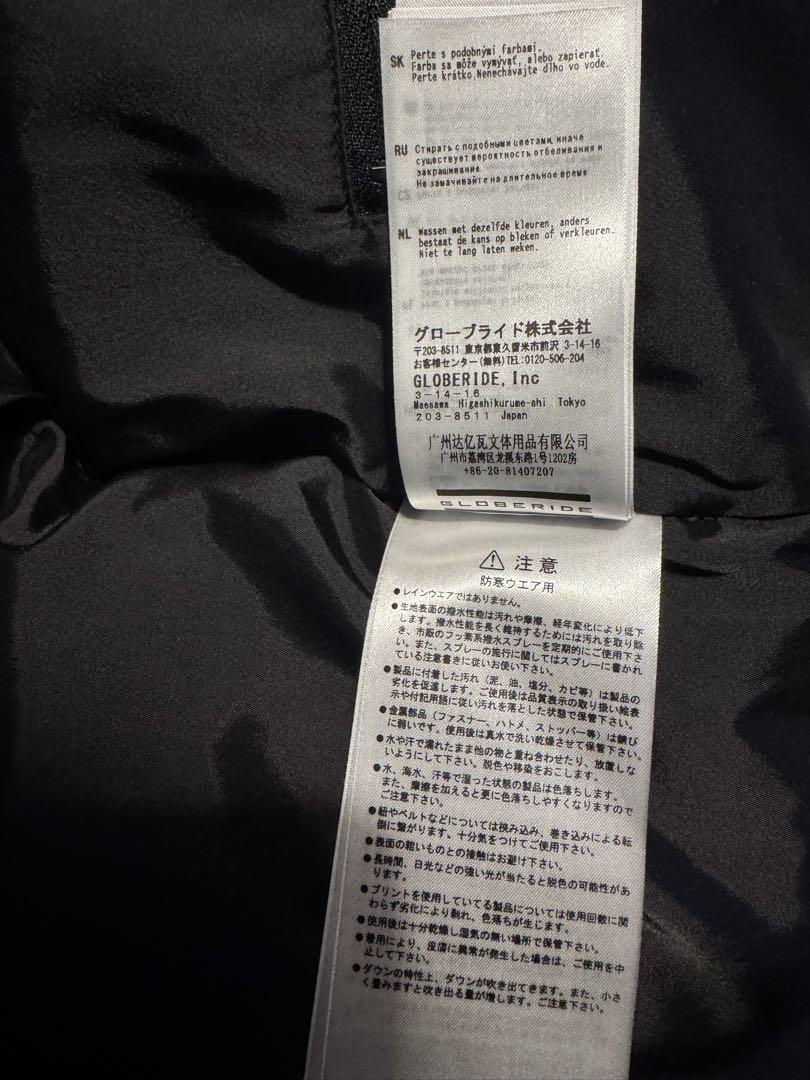 SK Perte s podobnými farbami.
Farba sa môže vymývať, alebo zapierať.
Perte krátko,Nenechávajte dlho vo vode.
RU Стирать с подобными цветами, иначе
существует вероятность отбеливания и
закрашивания
Не замачивайте на длительное время
NL Wassen met dezelfde kleuren, anders
bestaat de kans op bleken of verkleuren.
Niet te lang laten weken.
グローブライド株式会社
〒203-8511 東京都東久留米市前沢 3-14-16
お客様センター(無料)TEL:0120-506-204
GLOBERIDE, Inc
3-14-16
Maesawa Higashikurume-shi Tokyo
203-8511 Japan
广州达亿瓦文体用品有限公司
广州市荔湾区龙溪东路1号1202房
+86-20-81407207
GLOBERIDE
⚠ 注意
防寒ウエア用
●レインウエアではありません。
●生地表面の撥水性能は汚れや摩擦、経年変化により低下
します。撥水性能を長く維持するためには汚れを取り除
き、市販のフッ素系撥水スプレーを定期的にご使用下さ
い。また、スプレーの施行に関してはスプレーに書かれ
ている注意書きに従いお使い下さい。
●製品に付着した汚れ（泥、油、塩分、カビ等）は製品の
劣化を促進します。ご使用後は品質表示の取り扱い絵表
示や付記用語に従い汚れを落とした状態で保管下さい。
●金属部品（ファスナー、ハトメ、ストッパー等）は錆び
に弱いです。使用後は真水で洗い乾燥させて保管下さい。
●水や汗で濡れたまま他の物と重ね合わせたり、放置しな
いようにして下さい。脱色や移染をおこします。
●水、海水、汗等で湿った状態の製品は色落ちします。
また、摩擦を加えると更に色落ちしやすくなりますので
ご注意下さい。
●紐やベルトなどについては挟み込み、巻き込みによる転
倒に繋がります。十分気をつけてご使用下さい。
●表面の粗いものとの接触はお避け下さい。
●長時間、日光などの強い光が当たると脱色の可能性があ
ります。
●プリントを使用している製品については使用回数に関
わらず劣化により剥れ、色落ちが生じます。
●使用後は十分乾燥し湿気の無い場所で保管下さい。
●着用により、皮膚に異常が発生した場合は、ご使用を中
止して下さい。
●ダウンの特性上、ダウンが吹き出てきます。また、小さ
く畳みますと吹き出る量が増します。ご注意下さい。